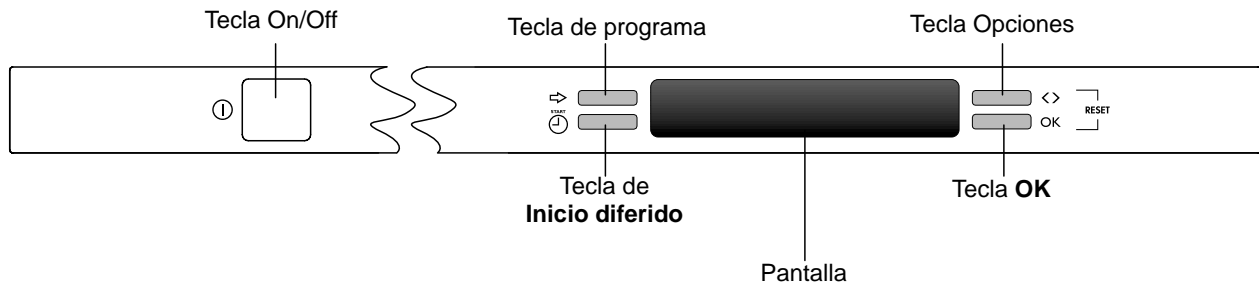 Tecla On/Off
Tecla de programa
Tecla Opciones
START
RESET
OK
Tecla de
Inicio diferido
Tecla OK
Pantalla